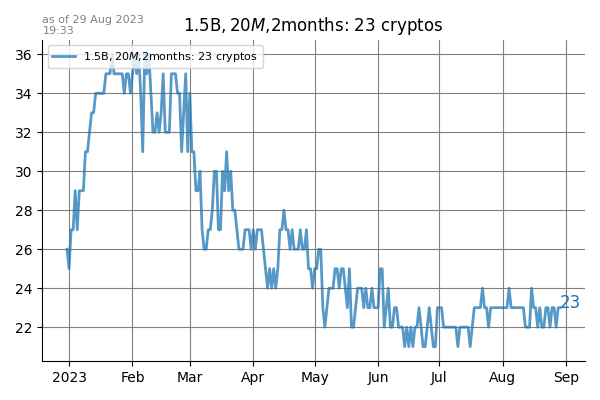 as of 29 Aug 2023
19:33
1.5B, 20M,2months: 23 cryptos
1.5B, 20M,2months: 23 cryptos
36
34
32
30
28
26
24
22
23
2023 Feb Mar Apr May Jun Jul Aug Sep